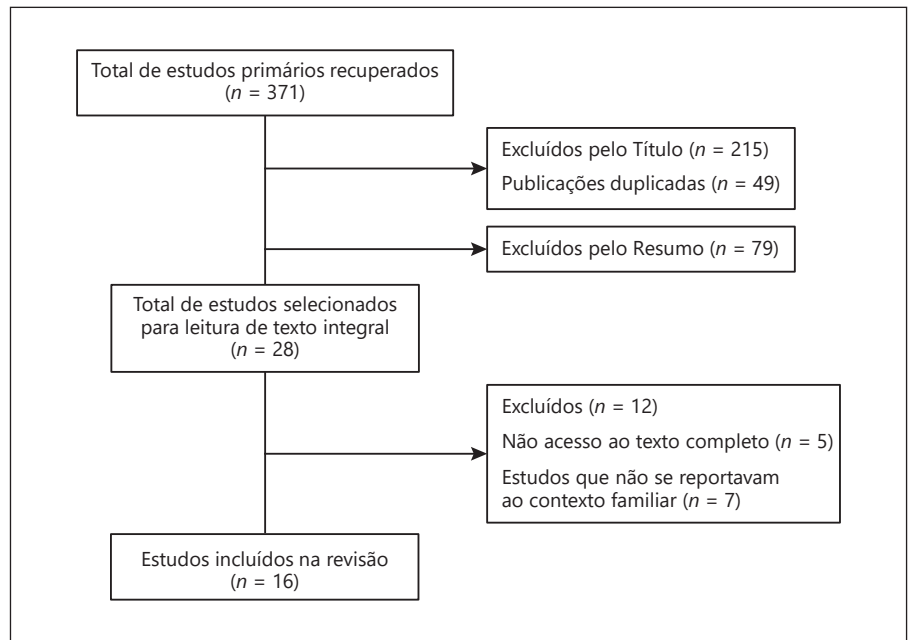 Total de estudos primários recuperados
(n = 371)
Excluídos pelo Título (n = 215)
Publicações duplicadas (n = 49)
Excluídos pelo Resumo (n = 79)
Total de estudos selecionados
para leitura de texto integral
(n = 28)
Excluídos (n = 12)
Não acesso ao texto completo (n = 5)
Estudos que não se reportavam
ao contexto familiar (n = 7)
Estudos incluídos na revisão
(n = 16)